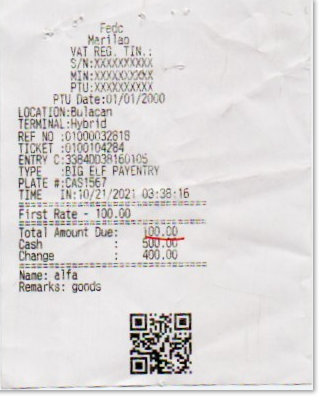 Fedc
Marilao
VAT REG. TIN.:
S/N:XXXXXXXXXX
MIN:XXXXXXXXXX
PTU:XXXXXXXXXX
PTU Date:01/01/2000
LOCATION:Bulacan
TERMINAL:Hybrid
REF NO :01000032818
TICKET :0100104284
ENTRY C:33840038160105
TYPE :BIG ELF PAYENTRY
PLATE #:CAS1567
TIME IN:10/21/2021 03:38:16
First Rate - 100.00
Total Amount Due: 100.00
Cash : 500.00
Change : 400.00
Name: alfa
Remarks: goods